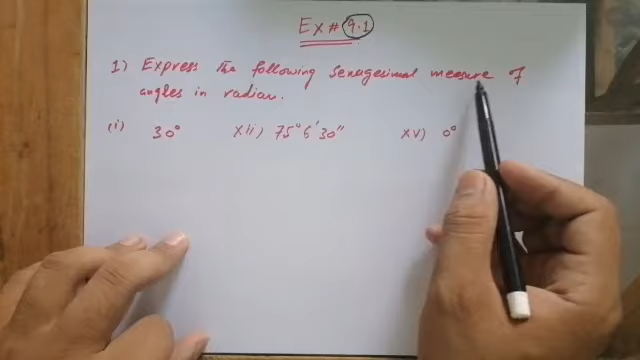 Ex # 9.1
1) Express the following sexagesimal measure of
angles in radian.
(i) 30° xii) 75° 6' 30" xv) 0°